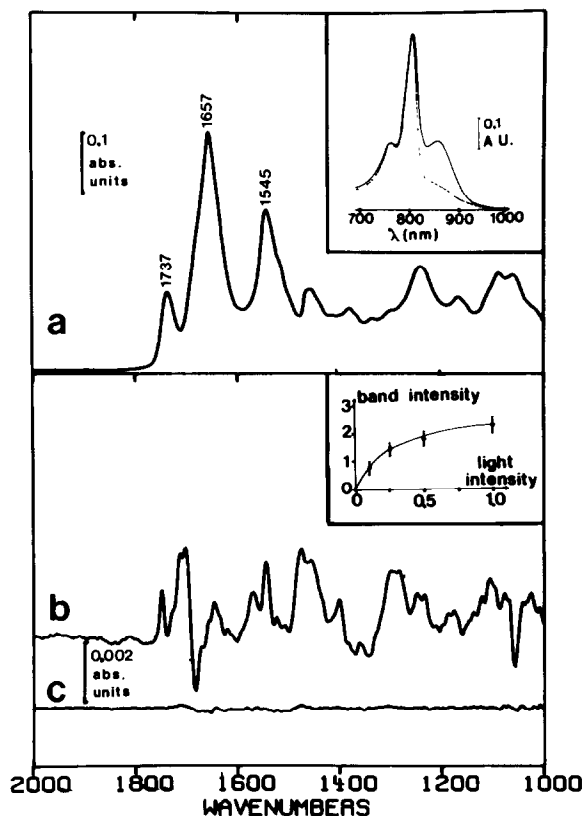 1657
0.1
abs.
units
1545
1737
a
0.1
A U.
700 800 900 1000
λ(nm)
band intensity
3
2
1
0
0 0,5 1,0
light
intensity
b
0,002
abs.
units
c
2000 1800 1600 1400 1200 1000
WAVENUMBERS